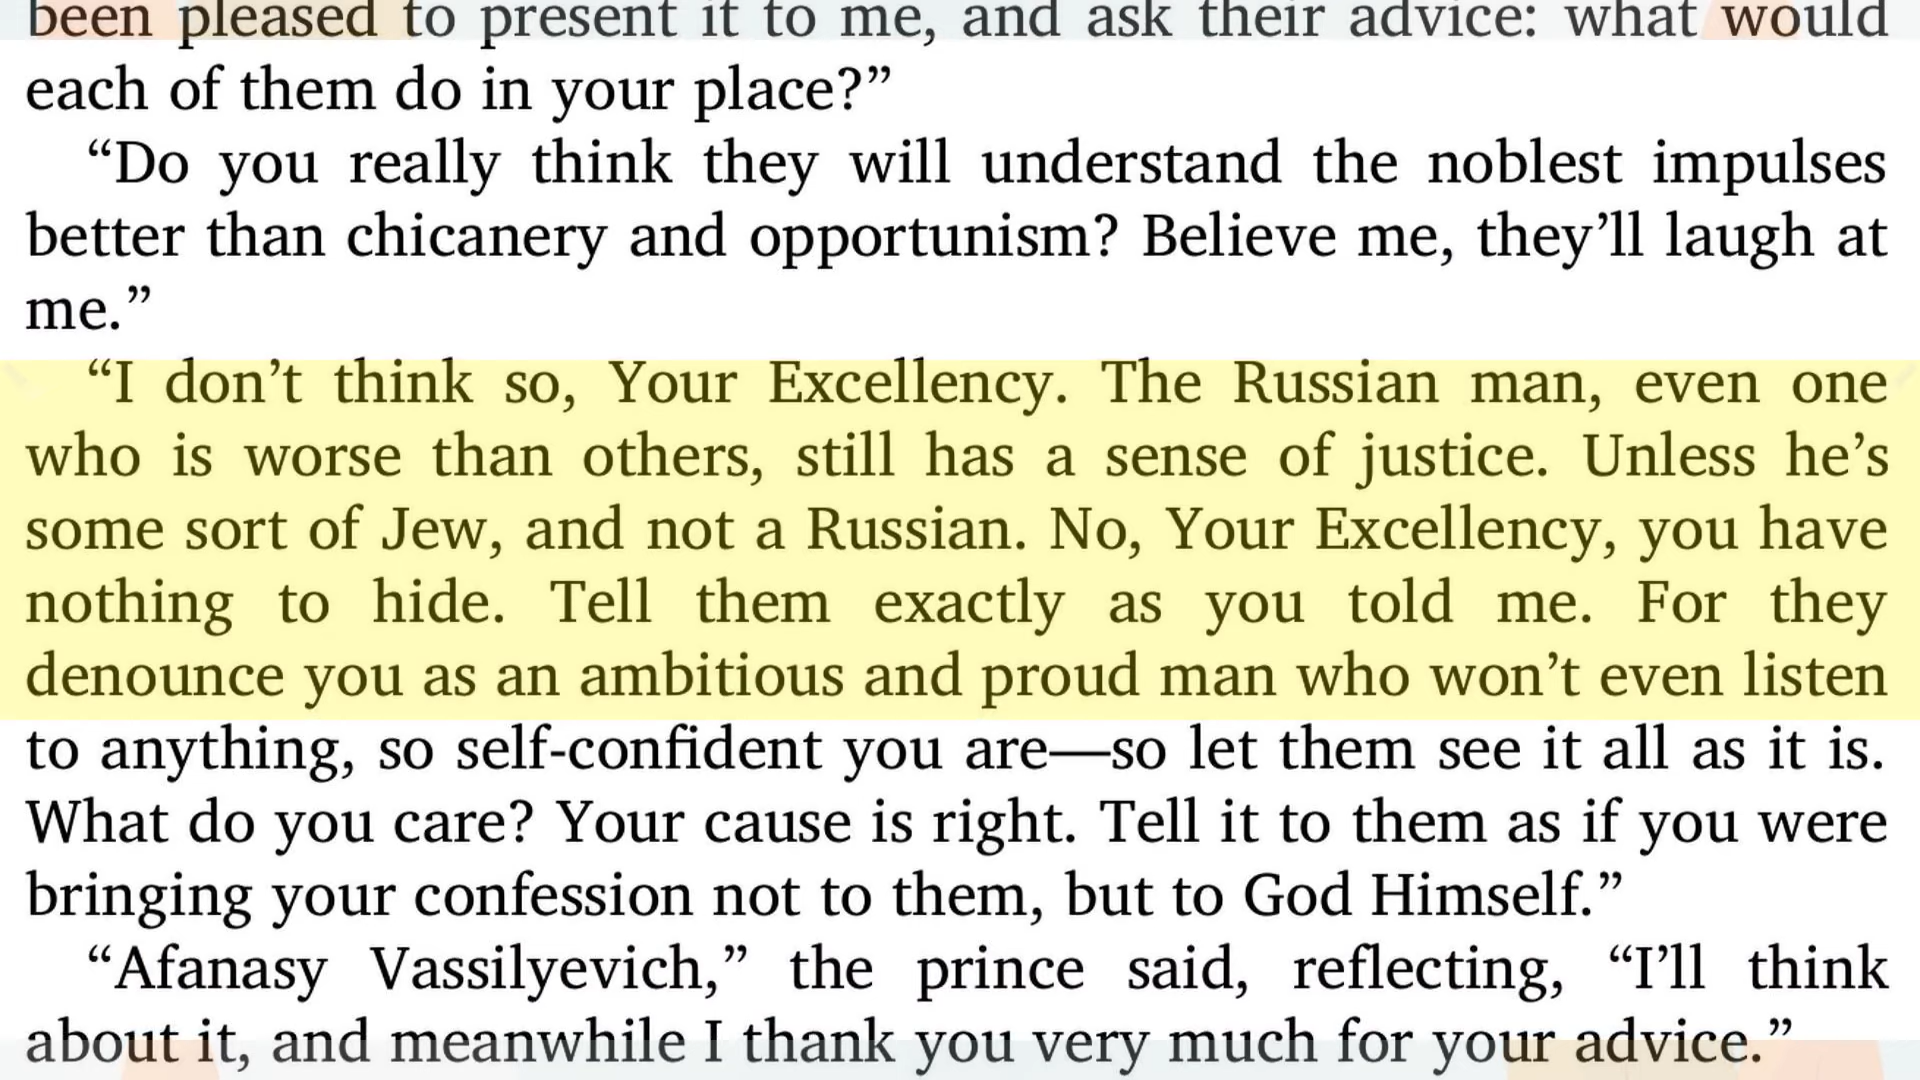 been pleased to present it to me, and ask their advice: what would
each of them do in your place?”
“Do you really think they will understand the noblest impulses
better than chicanery and opportunism? Believe me, they’ll laugh at
me.”
“I don’t think so, Your Excellency. The Russian man, even one
who is worse than others, still has a sense of justice. Unless he’s
some sort of Jew, and not a Russian. No, Your Excellency, you have
nothing to hide. Tell them exactly as you told me. For they
denounce you as an ambitious and proud man who won’t even listen
to anything, so self-confident you are—so let them see it all as it is.
What do you care? Your cause is right. Tell it to them as if you were
bringing your confession not to them, but to God Himself.”
“Afanasy Vassilyevich,” the prince said, reflecting, “I’ll think
about it, and meanwhile I thank you very much for your advice.”